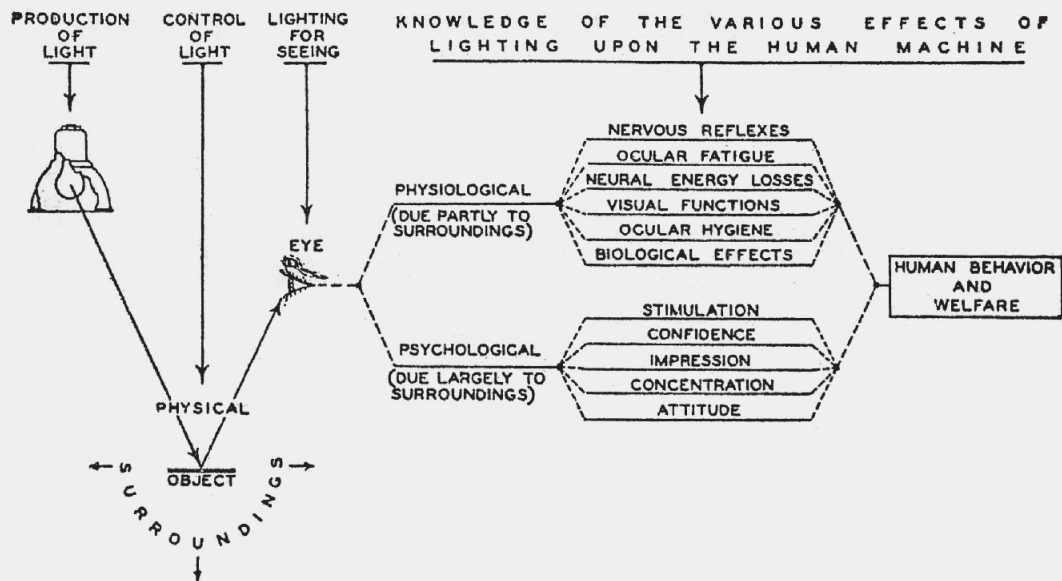 PRODUCTION
OF
LIGHT
CONTROL
OF
LIGHT
LIGHTING
FOR
SEEING
KNOWLEDGE OF THE VARIOUS EFFECTS OF
LIGHTING UPON THE HUMAN MACHINE
NERVOUS REFLEXES
OCULAR FATIGUE
NEURAL ENERGY LOSSES
VISUAL FUNCTIONS
OCULAR HYGIENE
BIOLOGICAL EFFECTS
PHYSIOLOGICAL
(DUE PARTLY TO
SURROUNDINGS)
EYE
HUMAN BEHAVIOR
AND
WELFARE
STIMULATION
CONFIDENCE
IMPRESSION
CONCENTRATION
ATTITUDE
PSYCHOLOGICAL
(DUE LARGELY TO
SURROUNDINGS)
PHYSICAL
OBJECT
SURROUNDINGS